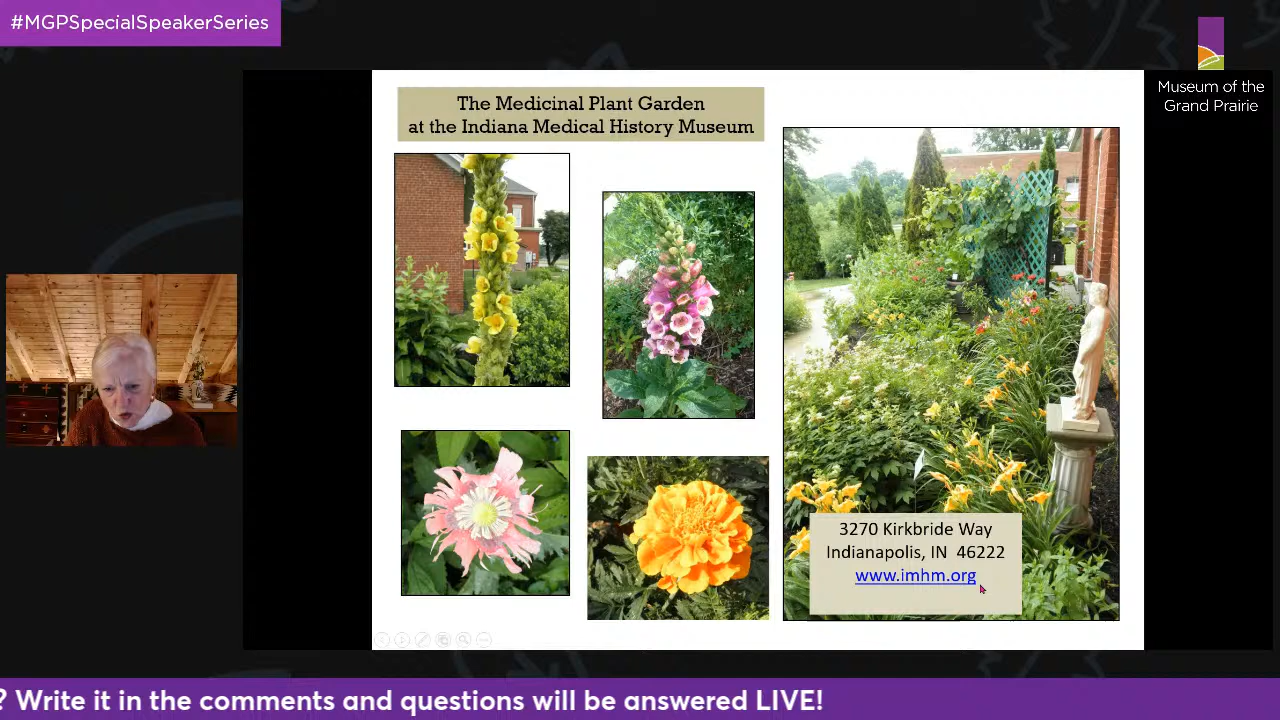 #MGPSpecialSpeakerSeries
Museum of the
Grand Prairie
The Medicinal Plant Garden
at the Indiana Medical History Museum
3270 Kirkbride Way
Indianapolis, IN 46222
www.imhm.org
? Write it in the comments and questions will be answered LIVE!